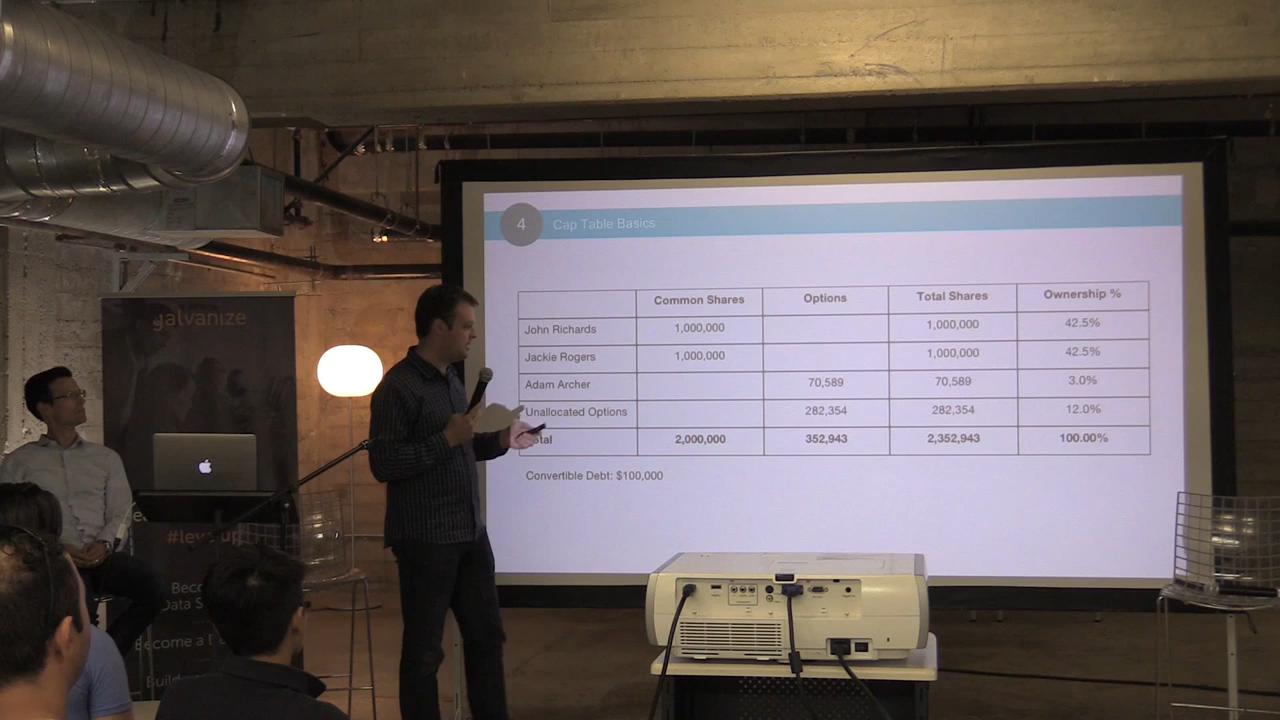 4 Cap Table Basics
Common Shares Options Total Shares Ownership %
John Richards 1,000,000 1,000,000 42.5%
Jackie Rogers 1,000,000 1,000,000 42.5%
Adam Archer 70,589 70,589 3.0%
Unallocated Options 282,354 282,354 12.0%
2,000,000 352,943 2,352,943 100.00%
Convertible Debt: $100,000
galvanize
Become a